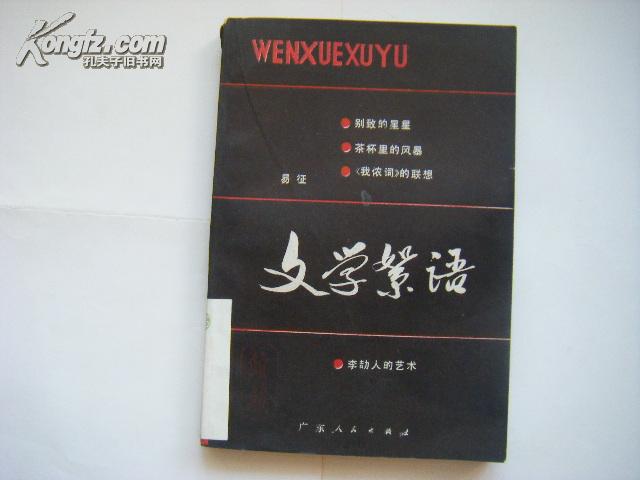 Kongfz.com
孔夫子旧书网
WENXUEXUYU
别致的星星
茶杯里的风暴
《我侬词》的联想
易征
文学絮语
李劼人的艺术
广东人民出版社